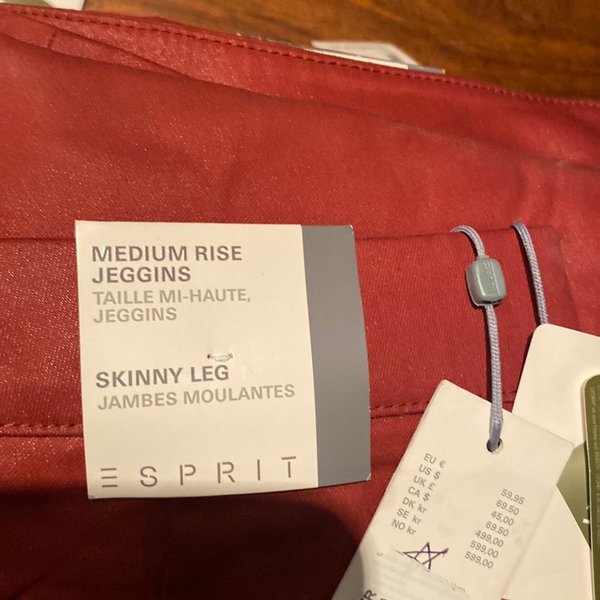 MEDIUM RISE
JEGGINS
TAILLE MI-HAUTE,
JEGGINS
SKINNY LEG
JAMBES MOULANTES
ESPRIT
EU € 59.95
US $ 69.50
UK £ 45.00
CA $ 69.50
DK kr 499.00
SE kr 599.00
NO kr 599.00